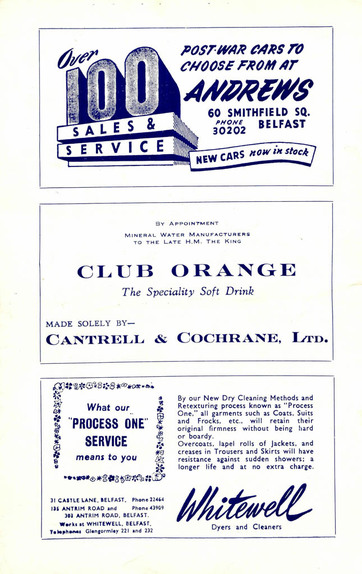 Over
100
SALES &
SERVICE
POST-WAR CARS TO
CHOOSE FROM AT
ANDREWS
60 SMITHFIELD SQ.
PHONE
30202 BELFAST
NEW CARS now in stock
BY APPOINTMENT
MINERAL WATER MANUFACTURERS
TO THE LATE H.M. THE KING
CLUB ORANGE
The Speciality Soft Drink
MADE SOLELY BY—
CANTRELL & COCHRANE, LTD.
What our
"PROCESS ONE"
SERVICE
means to you
By our New Dry Cleaning Methods and
Retexturing process known as "Process
One," all garments such as Coats, Suits
and Frocks, etc., will retain their
original firmness without being hard
or boardy.
Overcoats, lapel rolls of Jackets, and
creases in Trousers and Skirts will have
resistance against sudden showers; a
longer life and at no extra charge.
31 CASTLE LANE, BELFAST, Phone 22464
185 ANTRIM ROAD and Phone 43909
385 ANTRIM ROAD, BELFAST.
Works at WHITEWELL, BELFAST,
Telephones Glengormley 221 and 232
Whitewell
Dyers and Cleaners